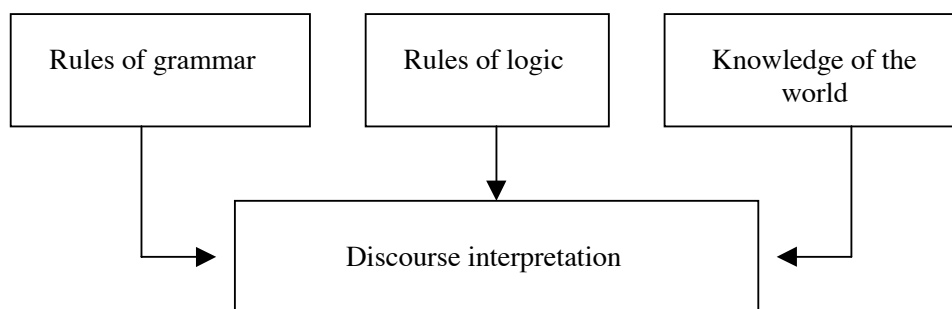 Rules of grammar
Rules of logic
Knowledge of the
world
Discourse interpretation